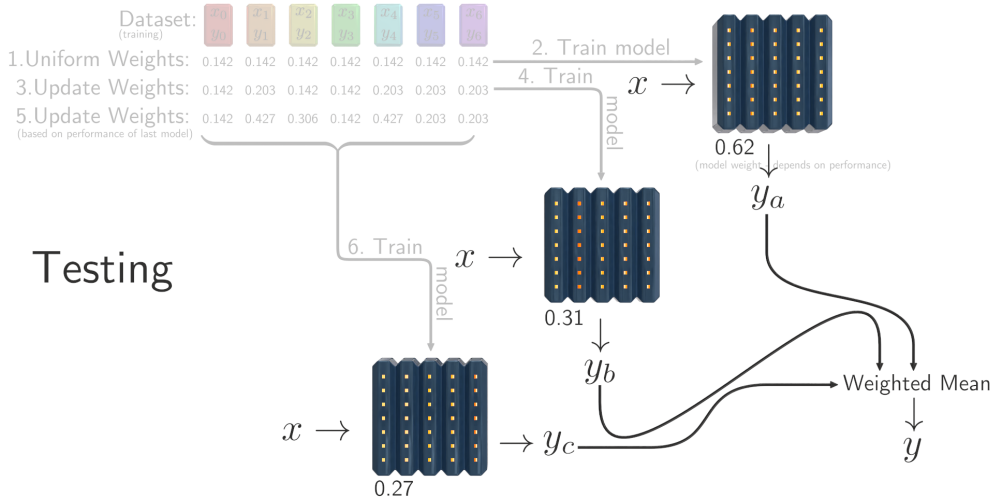 Dataset: x₀ x₁ x₂ x₃ x₄ x₅ x₆
(training) y₀ y₁ y₂ y₃ y₄ y₅ y₆
1.Uniform Weights: 0.142 0.142 0.142 0.142 0.142 0.142 0.142
2. Train model
3.Update Weights: 0.142 0.203 0.142 0.142 0.203 0.203 0.203
4. Train model
5.Update Weights: 0.142 0.427 0.306 0.142 0.427 0.203 0.203
(based on performance of last model)
x →
0.62
(model weight - depends on performance)
yₐ
6. Train model
Testing
x →
0.31
y_b
Weighted Mean
x →
y_c
y
0.27